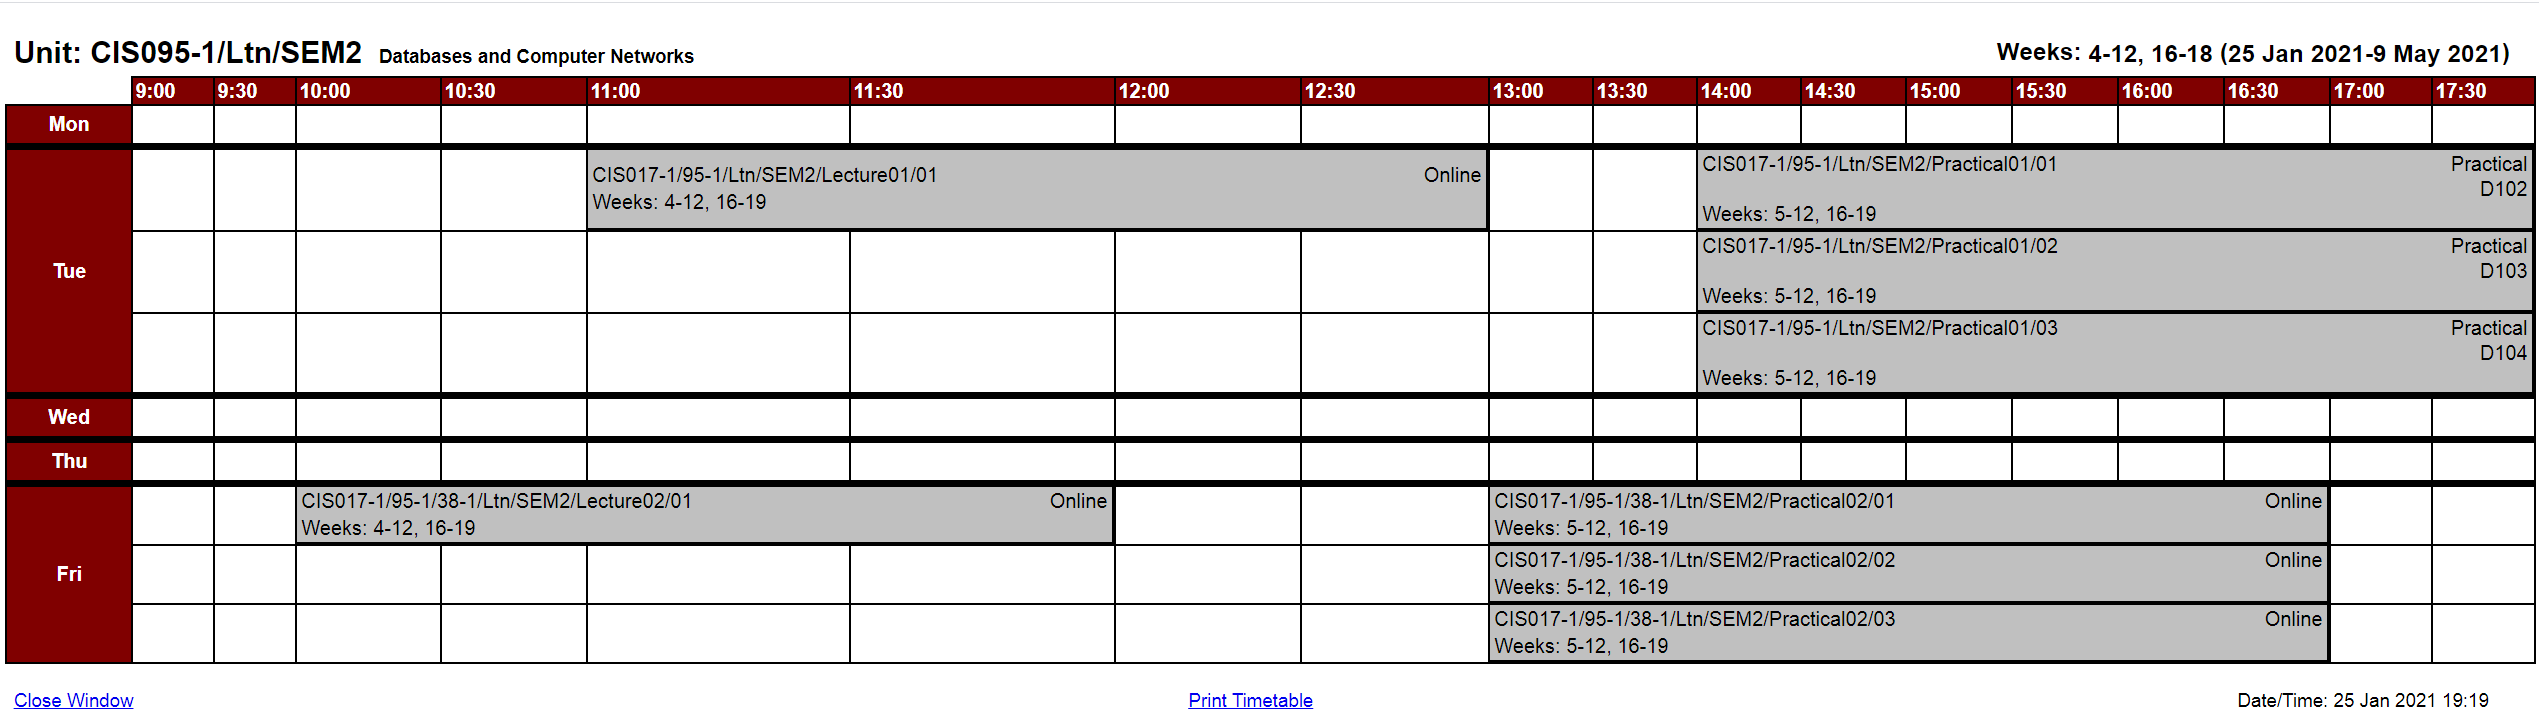 Unit: CIS095-1/Ltn/SEM2 Databases and Computer Networks Weeks: 4-12, 16-18 (25 Jan 2021-9 May 2021)
9:00 9:30 10:00 10:30 11:00 11:30 12:00 12:30 13:00 13:30 14:00 14:30 15:00 15:30 16:00 16:30 17:00 17:30
Mon
Tue
CIS017-1/95-1/Ltn/SEM2/Lecture01/01 Online
Weeks: 4-12, 16-19
CIS017-1/95-1/Ltn/SEM2/Practical01/01 Practical
D102
Weeks: 5-12, 16-19
CIS017-1/95-1/Ltn/SEM2/Practical01/02 Practical
D103
Weeks: 5-12, 16-19
CIS017-1/95-1/Ltn/SEM2/Practical01/03 Practical
D104
Weeks: 5-12, 16-19
Wed
Thu
Fri
CIS017-1/95-1/38-1/Ltn/SEM2/Lecture02/01 Online
Weeks: 4-12, 16-19
CIS017-1/95-1/38-1/Ltn/SEM2/Practical02/01 Online
Weeks: 5-12, 16-19
CIS017-1/95-1/38-1/Ltn/SEM2/Practical02/02 Online
Weeks: 5-12, 16-19
CIS017-1/95-1/38-1/Ltn/SEM2/Practical02/03 Online
Weeks: 5-12, 16-19
Close Window Print Timetable Date/Time: 25 Jan 2021 19:19